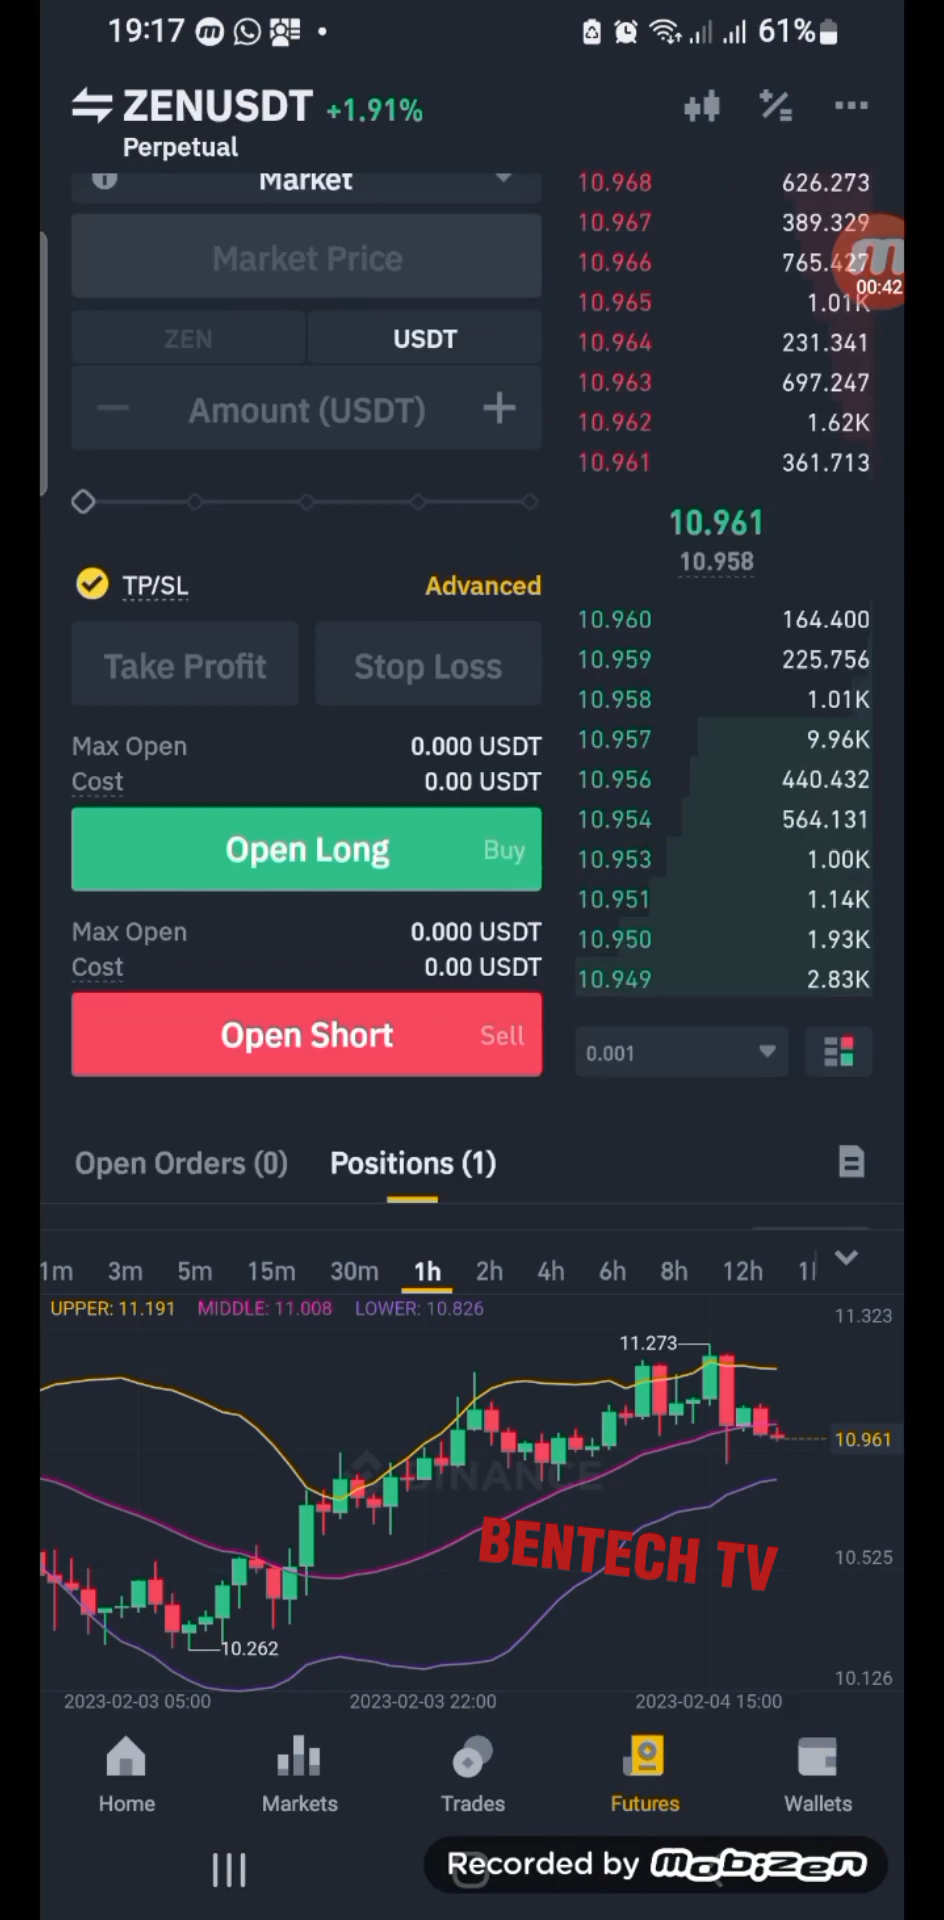 19:17
61%
ZENUSDT +1.91%
Perpetual
Market
Market Price
ZEN USDT
Amount (USDT)
TP/SL Advanced
Take Profit Stop Loss
Max Open 0.000 USDT
Cost 0.00 USDT
Open Long Buy
Max Open 0.000 USDT
Cost 0.00 USDT
Open Short Sell
10.968 626.273
10.967 389.329
10.966 765.427
10.965 1.01K
10.964 231.341
10.963 697.247
10.962 1.62K
10.961 361.713
00:42
10.961
10.958
10.960 164.400
10.959 225.756
10.958 1.01K
10.957 9.96K
10.956 440.432
10.954 564.131
10.953 1.00K
10.951 1.14K
10.950 1.93K
10.949 2.83K
0.001
Open Orders (0) Positions (1)
1m 3m 5m 15m 30m 1h 2h 4h 6h 8h 12h
UPPER: 11.191 MIDDLE: 11.008 LOWER: 10.826
11.323
11.273
10.961
BINANCE
BENTECH TV
10.525
10.262
10.126
2023-02-03 05:00 2023-02-03 22:00 2023-02-04 15:00
Home Markets Trades Futures Wallets
Recorded by mobizen